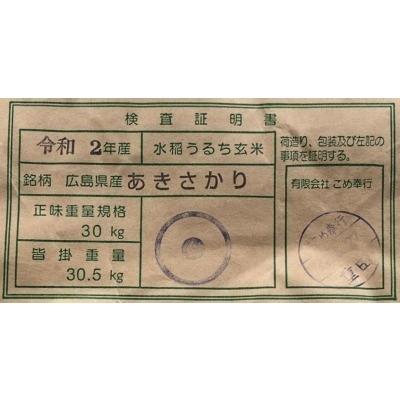 検査証明書
令和 2年産 水稲うるち玄米
銘柄 広島県産 あきさかり
正味重量規格
30 kg
皆掛重量
30.5 kg
荷造り、包装及び左記の
事項を証明する。
有限会社 こめ奉行